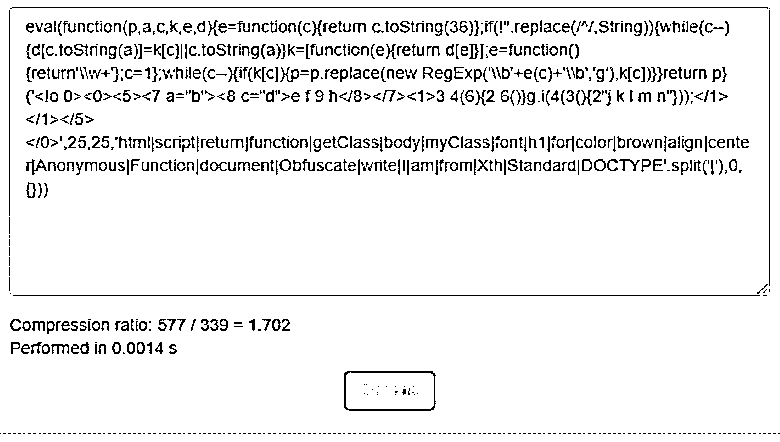 eval(function(p,a,c,k,e,d){e=function(c){return c.toString(36)};if(!''.replace(/^/,String)){while(c--)
{d[c.toString(a)]=k[c]||c.toString(a)}k=[function(e){return d[e]}];e=function()
{return'\\w+'};c=1};while(c--){if(k[c]){p=p.replace(new RegExp('\\b'+e(c)+'\\b','g'),k[c])}}return p}
('<!o 0><0><5><7 a="b"><8 c="d">e f 9 h</8></7><1>3 4(6){2 6()}g.i(4(3(){2"j k l m n"}));</1>
</1></5>
</0>',25,25,'html|script|return|function|getClass|body|myClass|font|h1|for|color|brown|align|cente
r|Anonymous|Function|document|Obfuscate|write|I|am|from|Xth|Standard|DOCTYPE'.split('|'),0,
{}))
Compression ratio: 577 / 339 = 1.702
Performed in 0.0014 s